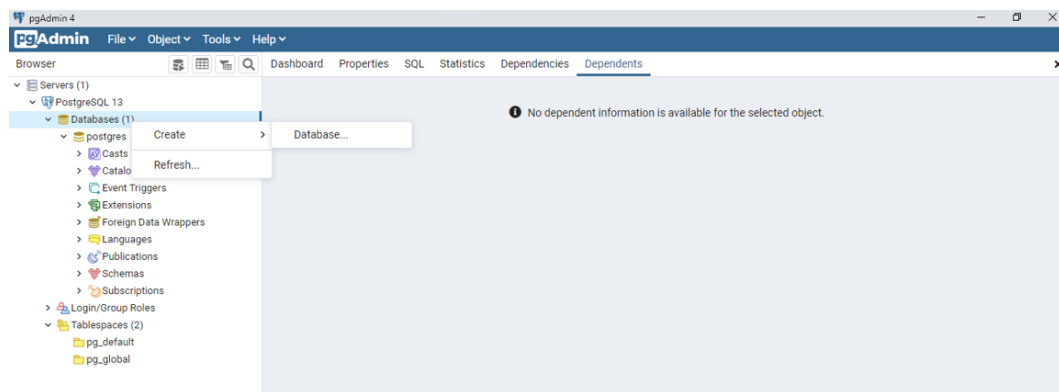 pgAdmin 4
pgAdmin File Object Tools Help
Browser Dashboard Properties SQL Statistics Dependencies Dependents
Servers (1)
PostgreSQL 13
Databases (1)
Create Database...
postgres
Casts
Refresh...
Catalo
Event Triggers
Extensions
Foreign Data Wrappers
Languages
Publications
Schemas
Subscriptions
Login/Group Roles
Tablespaces (2)
pg_default
pg_global
No dependent information is available for the selected object.